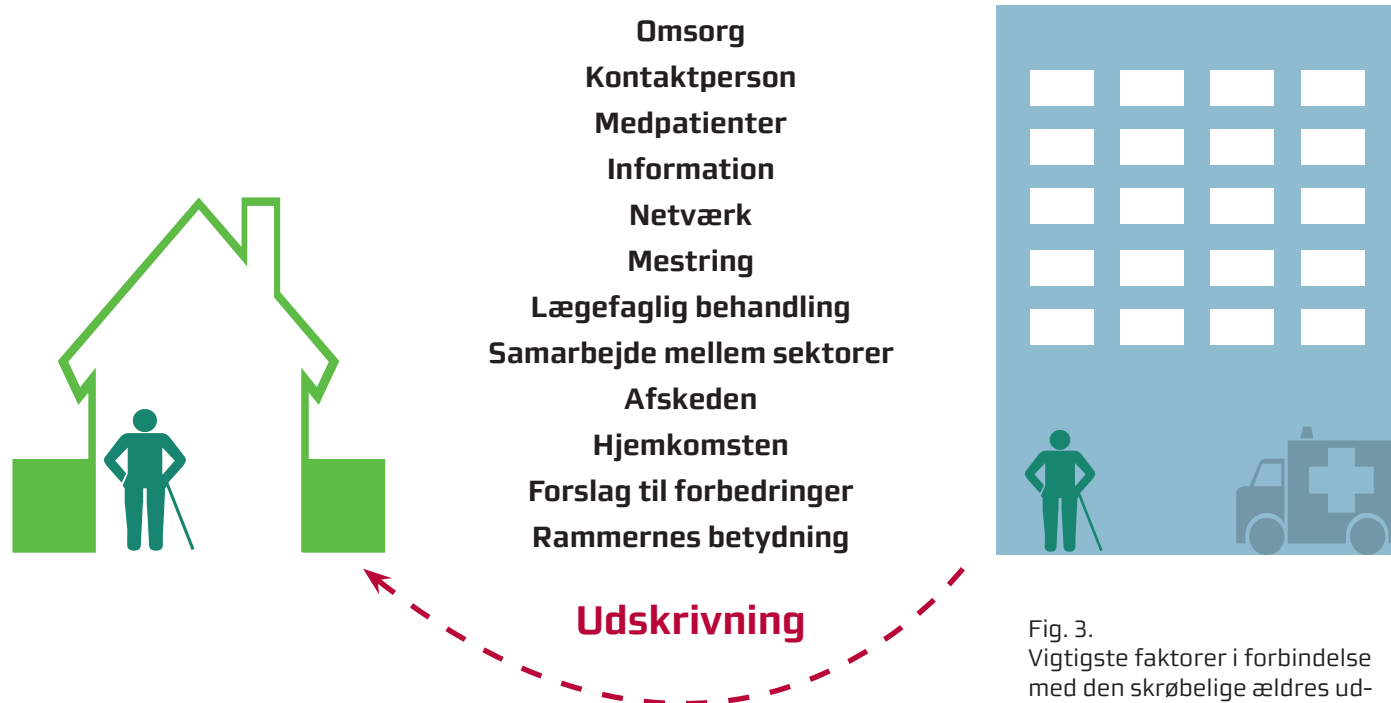 Omsorg
Kontaktperson
Medpatienter
Information
Netværk
Mestring
Lægefaglig behandling
Samarbejde mellem sektorer
Afskeden
Hjemkomsten
Forslag til forbedringer
Rammernes betydning
Udskrivning
Fig. 3.
Vigtigste faktorer i forbindelse
med den skrøbelige ældres ud-